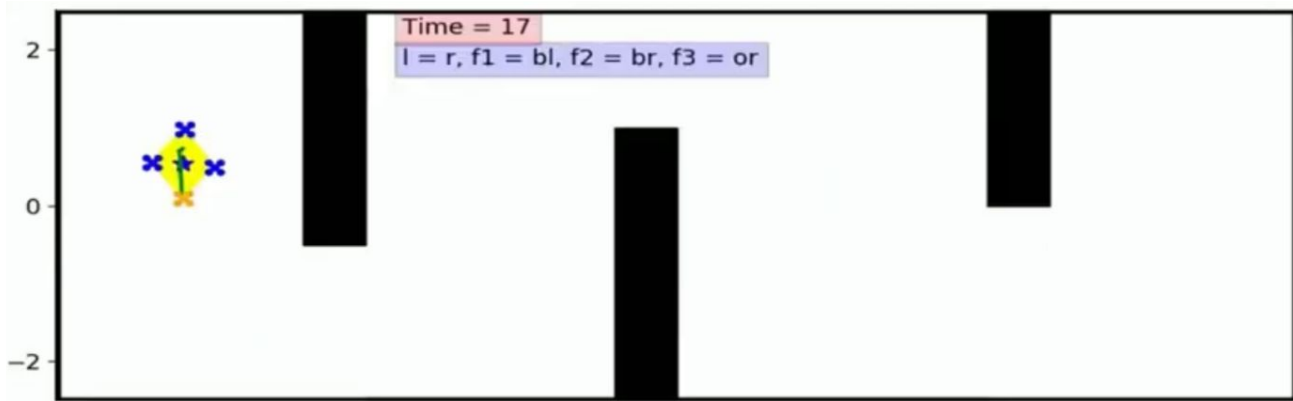 Time = 17
l = r, f1 = bl, f2 = br, f3 = or
2
0
−2